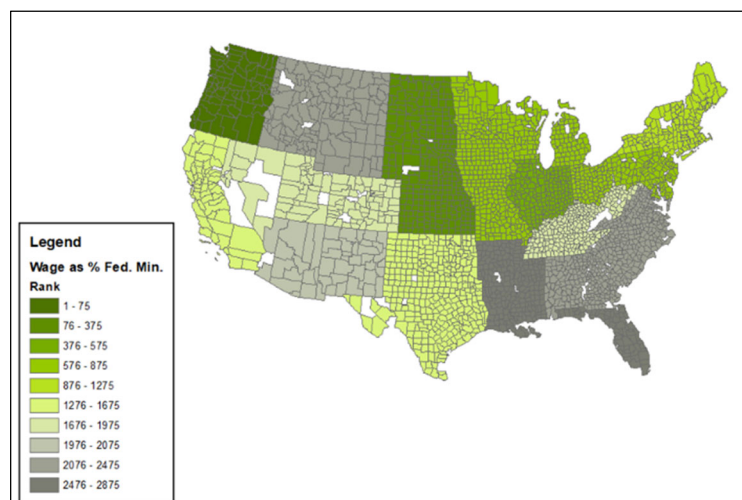 Legend
Wage as % Fed. Min.
Rank
1 - 75
76 - 375
376 - 575
576 - 875
876 - 1275
1276 - 1675
1676 - 1975
1976 - 2075
2076 - 2475
2476 - 2875